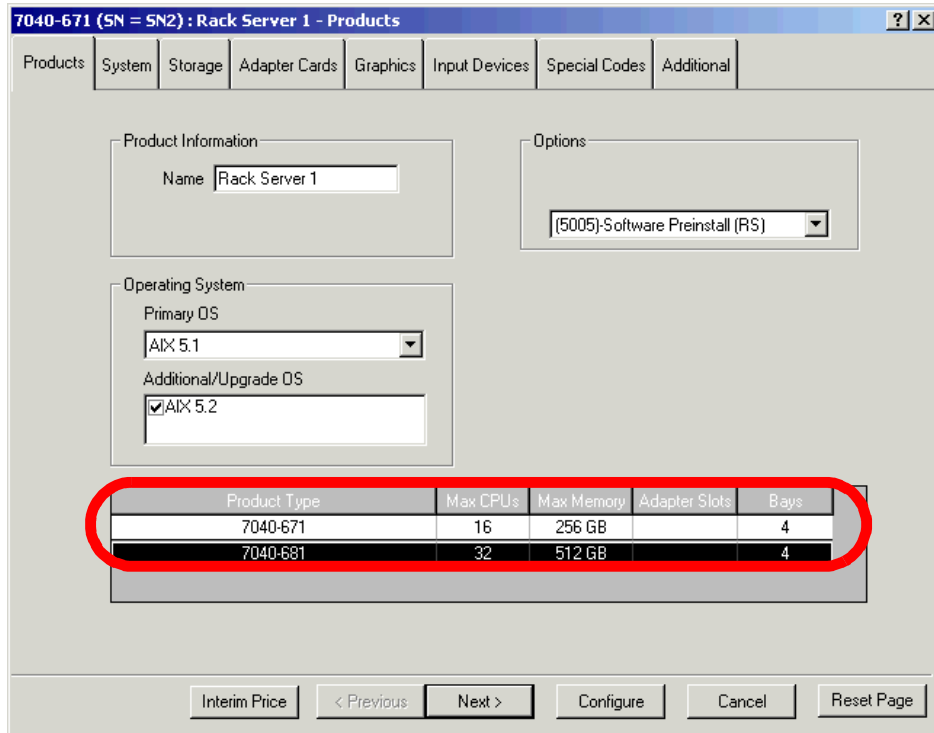 7040-671 (SN = SN2) : Rack Server 1 - Products
Products System Storage Adapter Cards Graphics Input Devices Special Codes Additional
Product Information
Name Rack Server 1
Options
(5005)-Software Preinstall (RS)
Operating System
Primary OS
AIX 5.1
Additional/Upgrade OS
AIX 5.2
Product Type Max CPUs Max Memory Adapter Slots Bays
7040-671 16 256 GB 4
7040-681 32 512 GB 4
Interim Price < Previous Next > Configure Cancel Reset Page